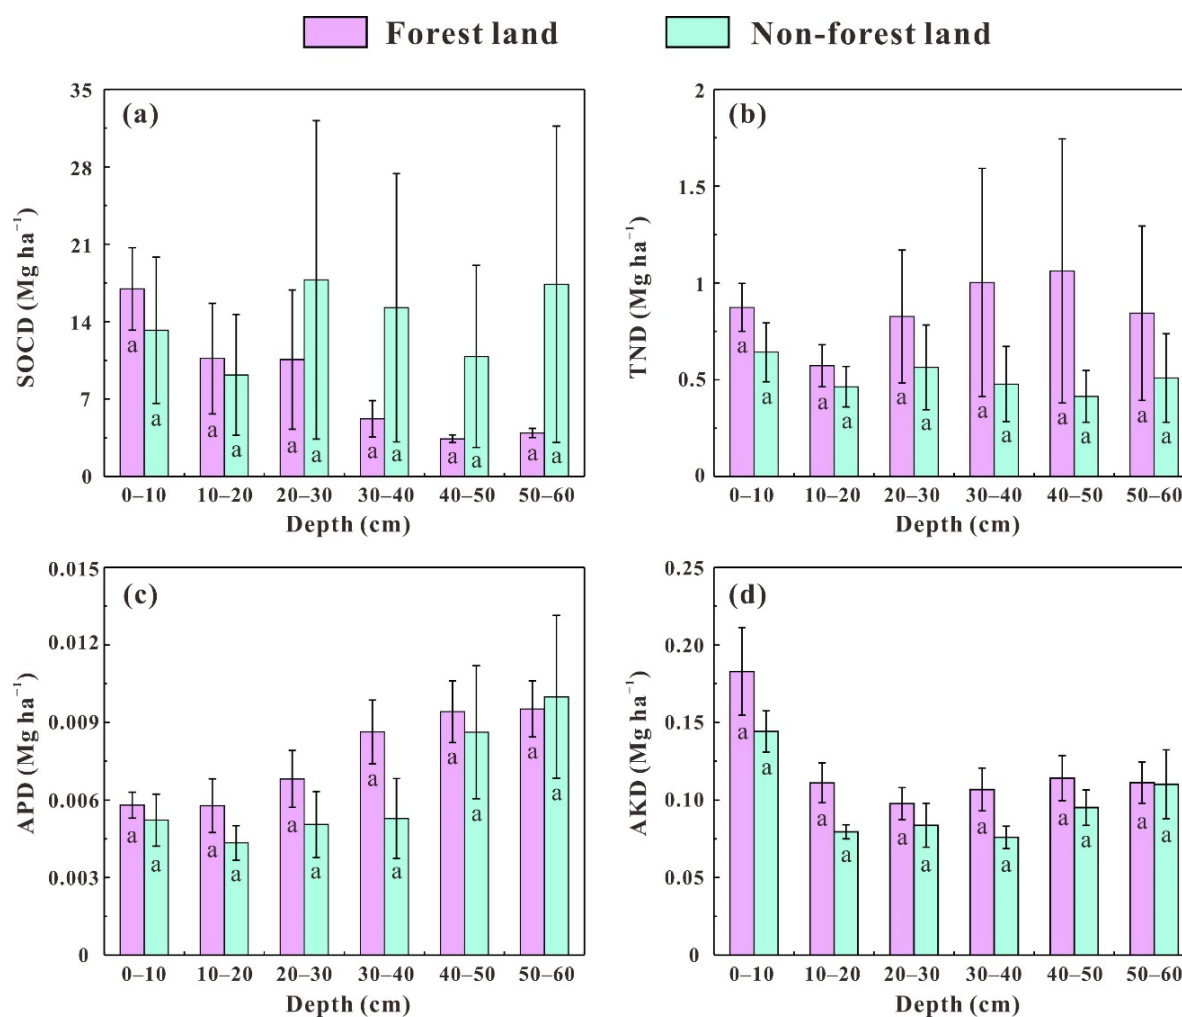 Forest land Non-forest land
(a)
SOCD (Mg ha⁻¹)
35
28
21
14
7
0
a a a a a a a a a a a a
0–10 10–20 20–30 30–40 40–50 50–60
Depth (cm)
(b)
TND (Mg ha⁻¹)
2
1.5
1
0.5
0
a a a a a a a a a a a a
0–10 10–20 20–30 30–40 40–50 50–60
Depth (cm)
(c)
APD (Mg ha⁻¹)
0.015
0.012
0.009
0.006
0.003
0
a a a a a a a a a a a a
0–10 10–20 20–30 30–40 40–50 50–60
Depth (cm)
(d)
AKD (Mg ha⁻¹)
0.25
0.20
0.15
0.10
0.05
0
a a a a a a a a a a a a
0–10 10–20 20–30 30–40 40–50 50–60
Depth (cm)